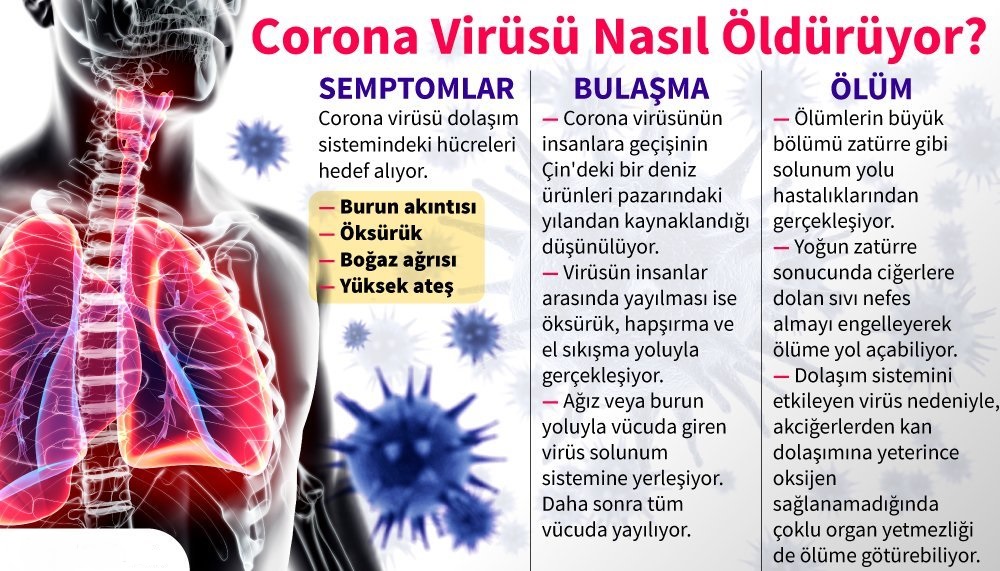 Corona Virüsü Nasıl Öldürüyor?
SEMPTOMLAR
Corona virüsü dolaşım
sistemindeki hücreleri
hedef alıyor.
— Burun akıntısı
— Öksürük
— Boğaz ağrısı
— Yüksek ateş
BULAŞMA
— Corona virüsünün
insanlara geçişinin
Çin'deki bir deniz
ürünleri pazarındaki
yılandan kaynaklandığı
düşünülüyor.
— Virüsün insanlar
arasında yayılması ise
öksürük, hapşırma ve
el sıkışma yoluyla
gerçekleşiyor.
— Ağız veya burun
yoluyla vücuda giren
virüs solunum
sistemine yerleşiyor.
Daha sonra tüm
vücuda yayılıyor.
ÖLÜM
— Ölümlerin büyük
bölümü zatürre gibi
solunum yolu
hastalıklarından
gerçekleşiyor.
— Yoğun zatürre
sonucunda ciğerlere
dolan sıvı nefes
almayı engelleyerek
ölüme yol açabiliyor.
— Dolaşım sistemini
etkileyen virüs nedeniyle,
akciğerlerden kan
dolaşımına yeterince
oksijen
sağlanamadığında
çoklu organ yetmezliği
de ölüme götürebiliyor.